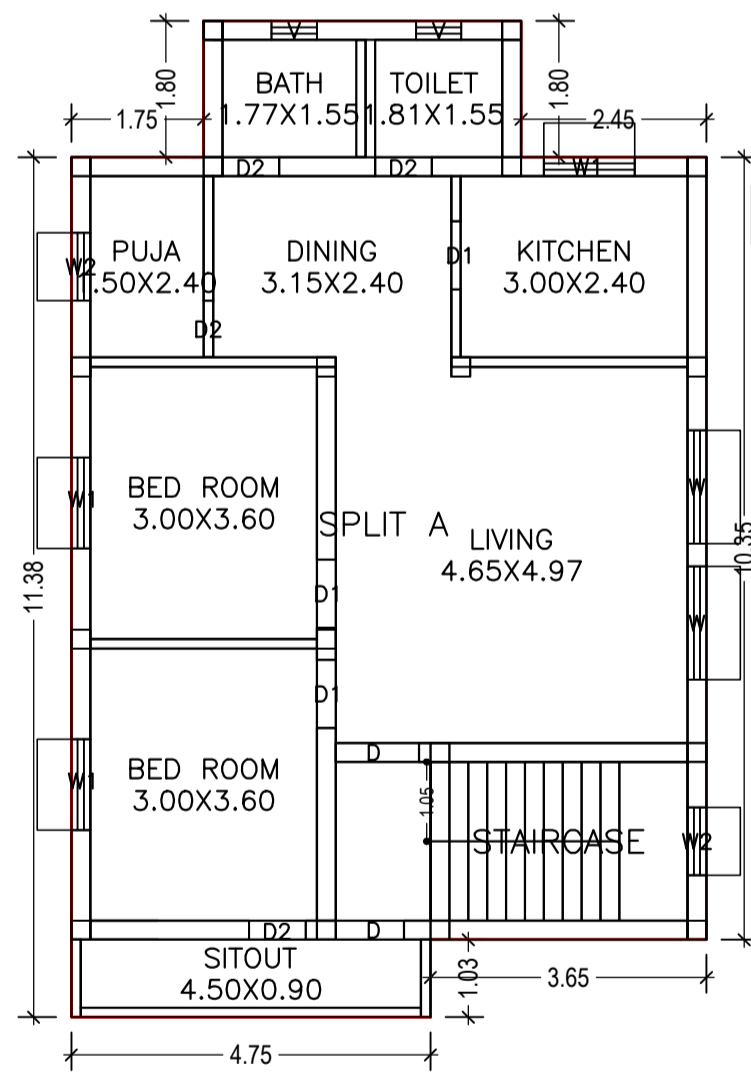 V
V
1.80
1.80
BATH
1.77X1.55
TOILET
1.81X1.55
1.75
2.45
D2
D2
W1
PUJA
1.50X2.40
W2
DINING
3.15X2.40
D1
KITCHEN
3.00X2.40
D2
BED ROOM
3.00X3.60
W1
SPLIT A
LIVING
4.65X4.97
W
10.35
11.38
D1
W
D1
BED ROOM
3.00X3.60
W1
D
1.05
STAIRCASE
W2
D2
D
SITOUT
4.50X0.90
1.03
3.65
4.75